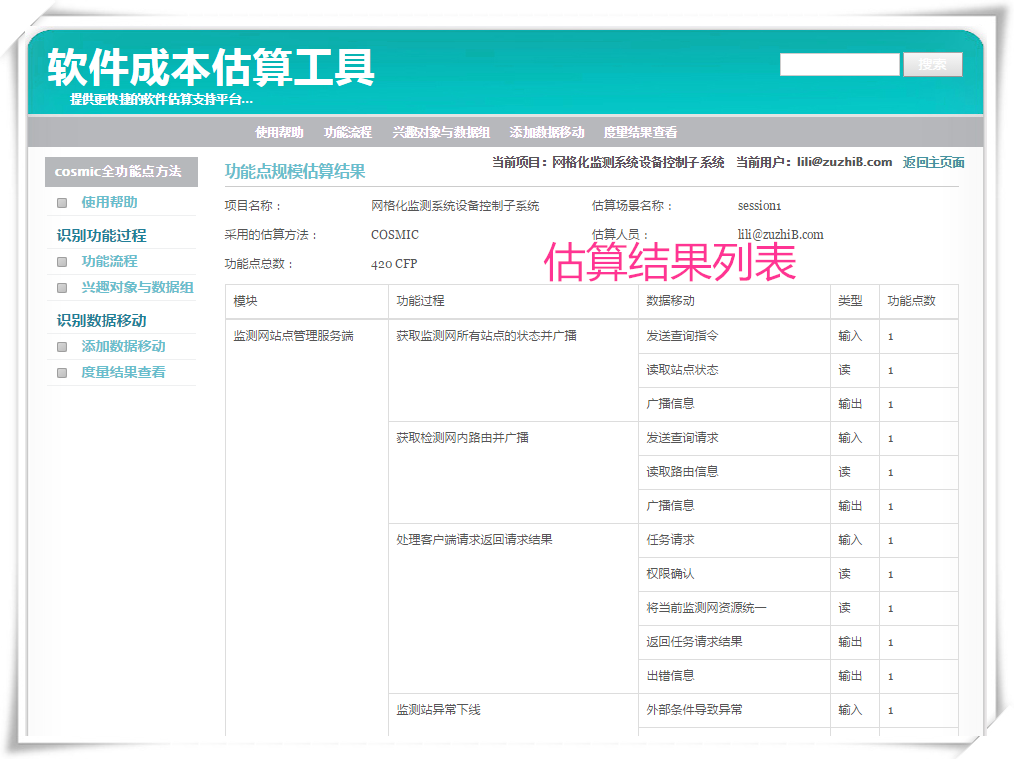 软件成本估算工具
提供更快捷的软件估算支持平台...
搜索
使用帮助 功能流程 兴趣对象与数据组 添加数据移动 度量结果查看
当前项目：网格化监测系统设备控制子系统 当前用户：lili@zuzhiB.com 返回主页面
cosmic全功能点方法
使用帮助
识别功能过程
功能流程
兴趣对象与数据组
识别数据移动
添加数据移动
度量结果查看
功能点规模估算结果
项目名称： 网格化监测系统设备控制子系统 估算场景名称： session1
采用的估算方法： COSMIC 估算人员： lili@zuzhiB.com
功能点总数： 420 CFP
估算结果列表
模块 功能过程 数据移动 类型 功能点数
监测网站点管理服务端 获取监测网所有站点的状态并广播 发送查询指令 输入 1
读取站点状态 读 1
广播信息 输出 1
获取检测网内路由并广播 发送查询请求 输入 1
读取路由信息 读 1
广播信息 输出 1
处理客户端请求返回请求结果 任务请求 输入 1
权限确认 读 1
将当前监测网资源统一 读 1
返回任务请求结果 输出 1
出错信息 输出 1
监测站异常下线 外部条件导致异常 输入 1